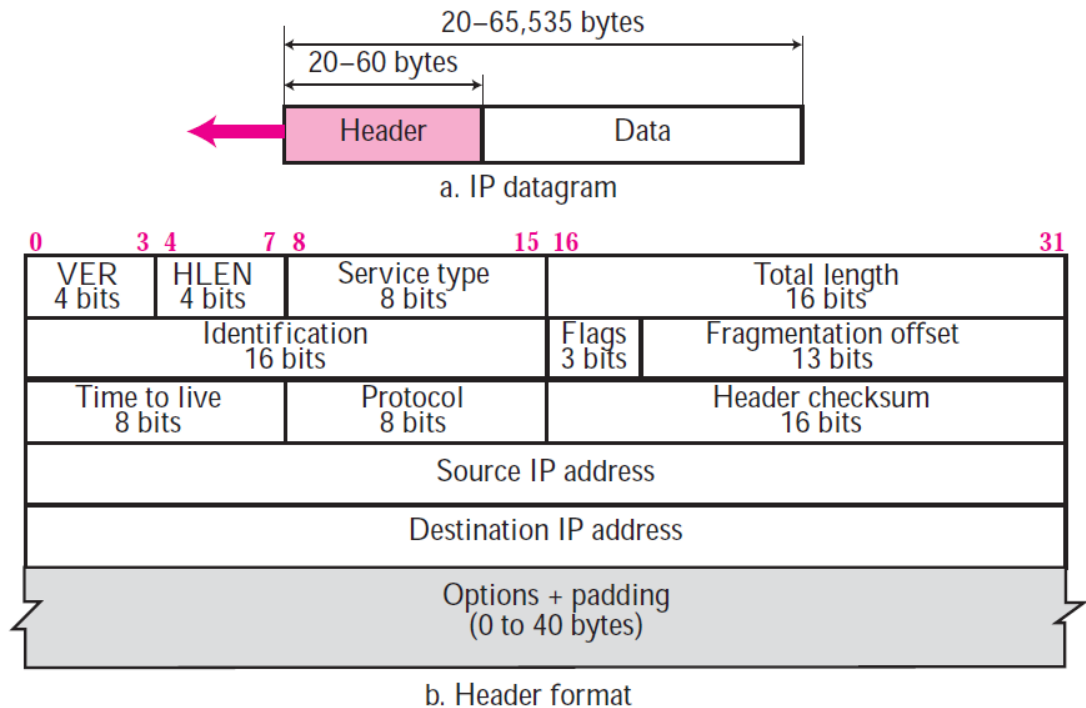 20–65,535 bytes
20–60 bytes
Header Data
a. IP datagram
0 3 4 7 8 15 16 31
VER HLEN Service type Total length
4 bits 4 bits 8 bits 16 bits
Identification Flags Fragmentation offset
16 bits 3 bits 13 bits
Time to live Protocol Header checksum
8 bits 8 bits 16 bits
Source IP address
Destination IP address
Options + padding
(0 to 40 bytes)
b. Header format